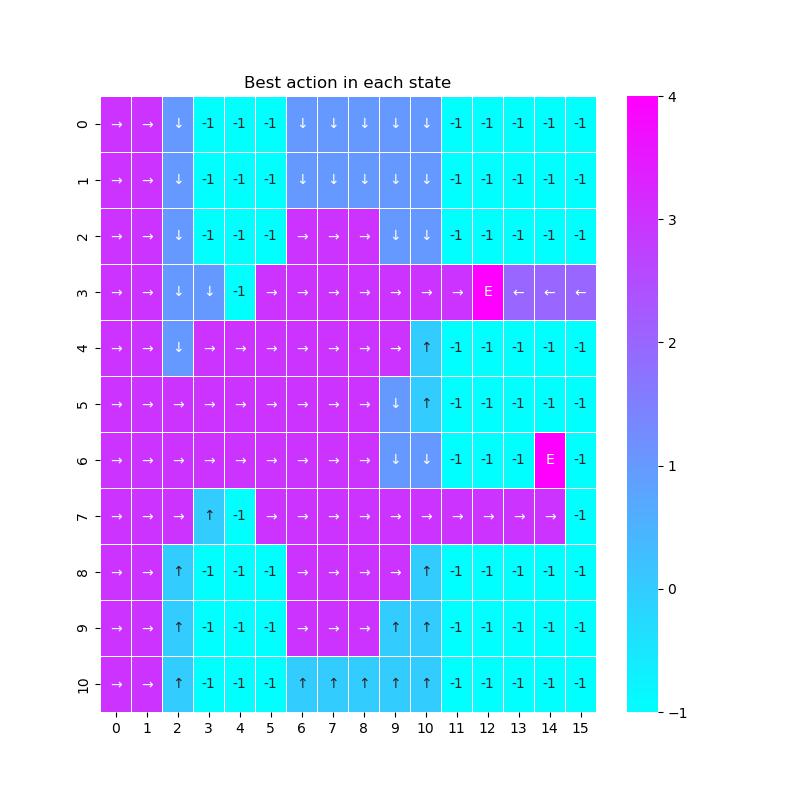 Best action in each state
0 → → ↓ -1 -1 -1 ↓ ↓ ↓ ↓ ↓ -1 -1 -1 -1 -1
1 → → ↓ -1 -1 -1 ↓ ↓ ↓ ↓ ↓ -1 -1 -1 -1 -1
2 → → ↓ -1 -1 -1 → → → ↓ ↓ -1 -1 -1 -1 -1
3 → → ↓ ↓ -1 → → → → → → → E ← ← ←
4 → → ↓ → → → → → → → ↑ -1 -1 -1 -1 -1
5 → → → → → → → → → ↓ ↑ -1 -1 -1 -1 -1
6 → → → → → → → → → ↓ ↓ -1 -1 -1 E -1
7 → → → ↑ -1 → → → → → → → → → → -1
8 → → ↑ -1 -1 -1 → → → → ↑ -1 -1 -1 -1 -1
9 → → ↑ -1 -1 -1 → → → ↑ ↑ -1 -1 -1 -1 -1
10 → → ↑ -1 -1 -1 ↑ ↑ ↑ ↑ ↑ -1 -1 -1 -1 -1
0 1 2 3 4 5 6 7 8 9 10 11 12 13 14 15
4
3
2
1
0
−1